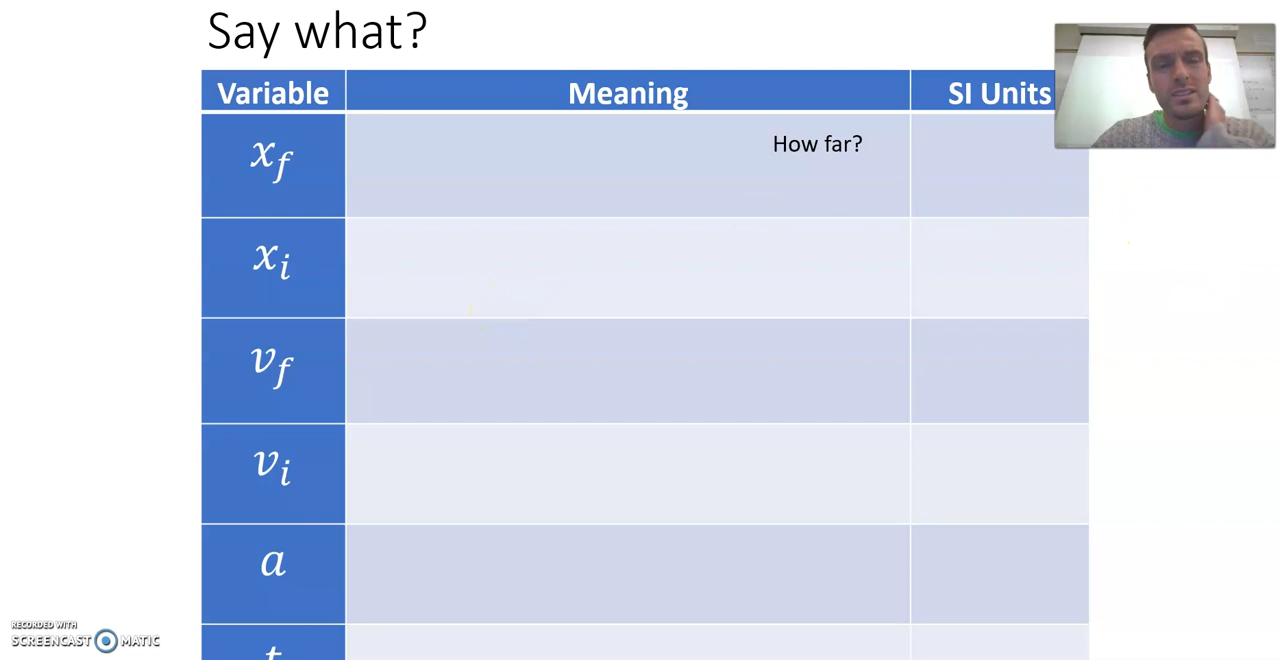 Say what?
Variable Meaning SI Units
x_f How far?
x_i
v_f
v_i
a
t
RECORDED WITH
SCREENCAST MATIC